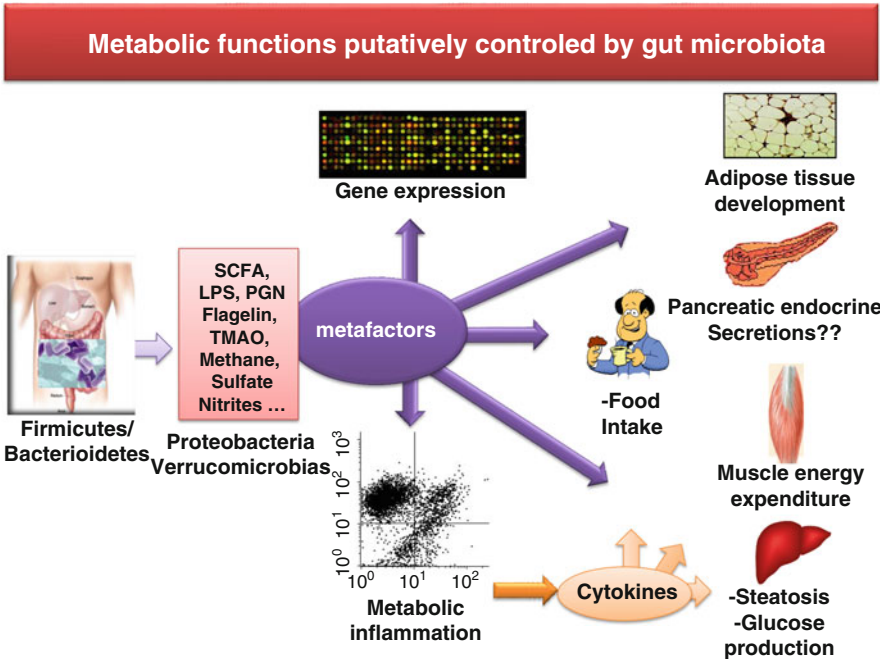 Metabolic functions putatively controled by gut microbiota
Gene expression
Adipose tissue
development
SCFA,
LPS, PGN
Flagelin,
TMAO,
Methane,
Sulfate
Nitrites ...
metafactors
Pancreatic endocrine
Secretions??
-Food
Intake
Firmicutes/
Bacterioidetes
Proteobacteria
Verrucomicrobias
Muscle energy
expenditure
10³
10²
10¹
10⁰
10⁰ 10¹ 10²
Metabolic
inflammation
Cytokines
-Steatosis
-Glucose
production